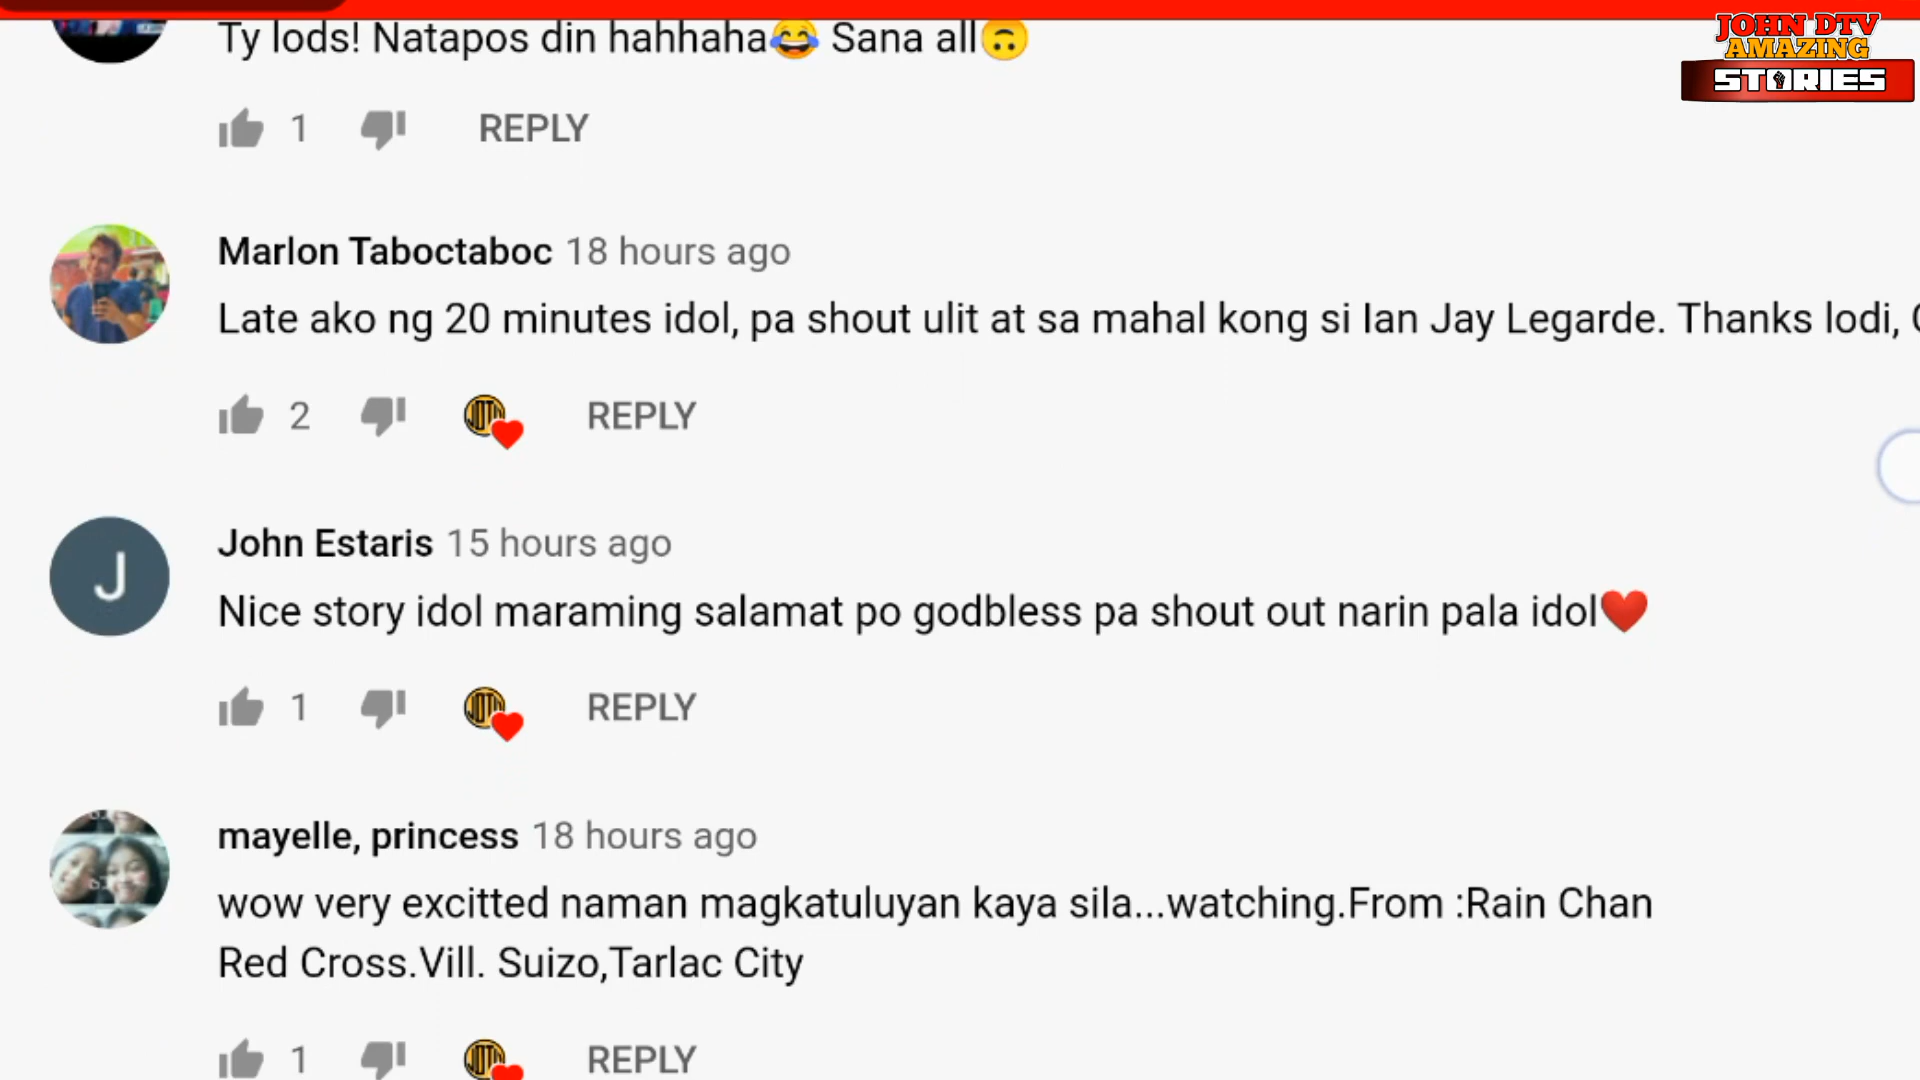 Ty lods! Natapos din hahhaha😂 Sana all🙃
JOHN DTV
AMAZING
STORIES
1 REPLY
Marlon Taboctaboc 18 hours ago
Late ako ng 20 minutes idol, pa shout ulit at sa mahal kong si Ian Jay Legarde. Thanks lodi,
2 REPLY
John Estaris 15 hours ago
J
Nice story idol maraming salamat po godbless pa shout out narin pala idol❤️
1 REPLY
mayelle, princess 18 hours ago
wow very excitted naman magkatuluyan kaya sila...watching.From :Rain Chan
Red Cross.Vill. Suizo,Tarlac City
1 REPLY